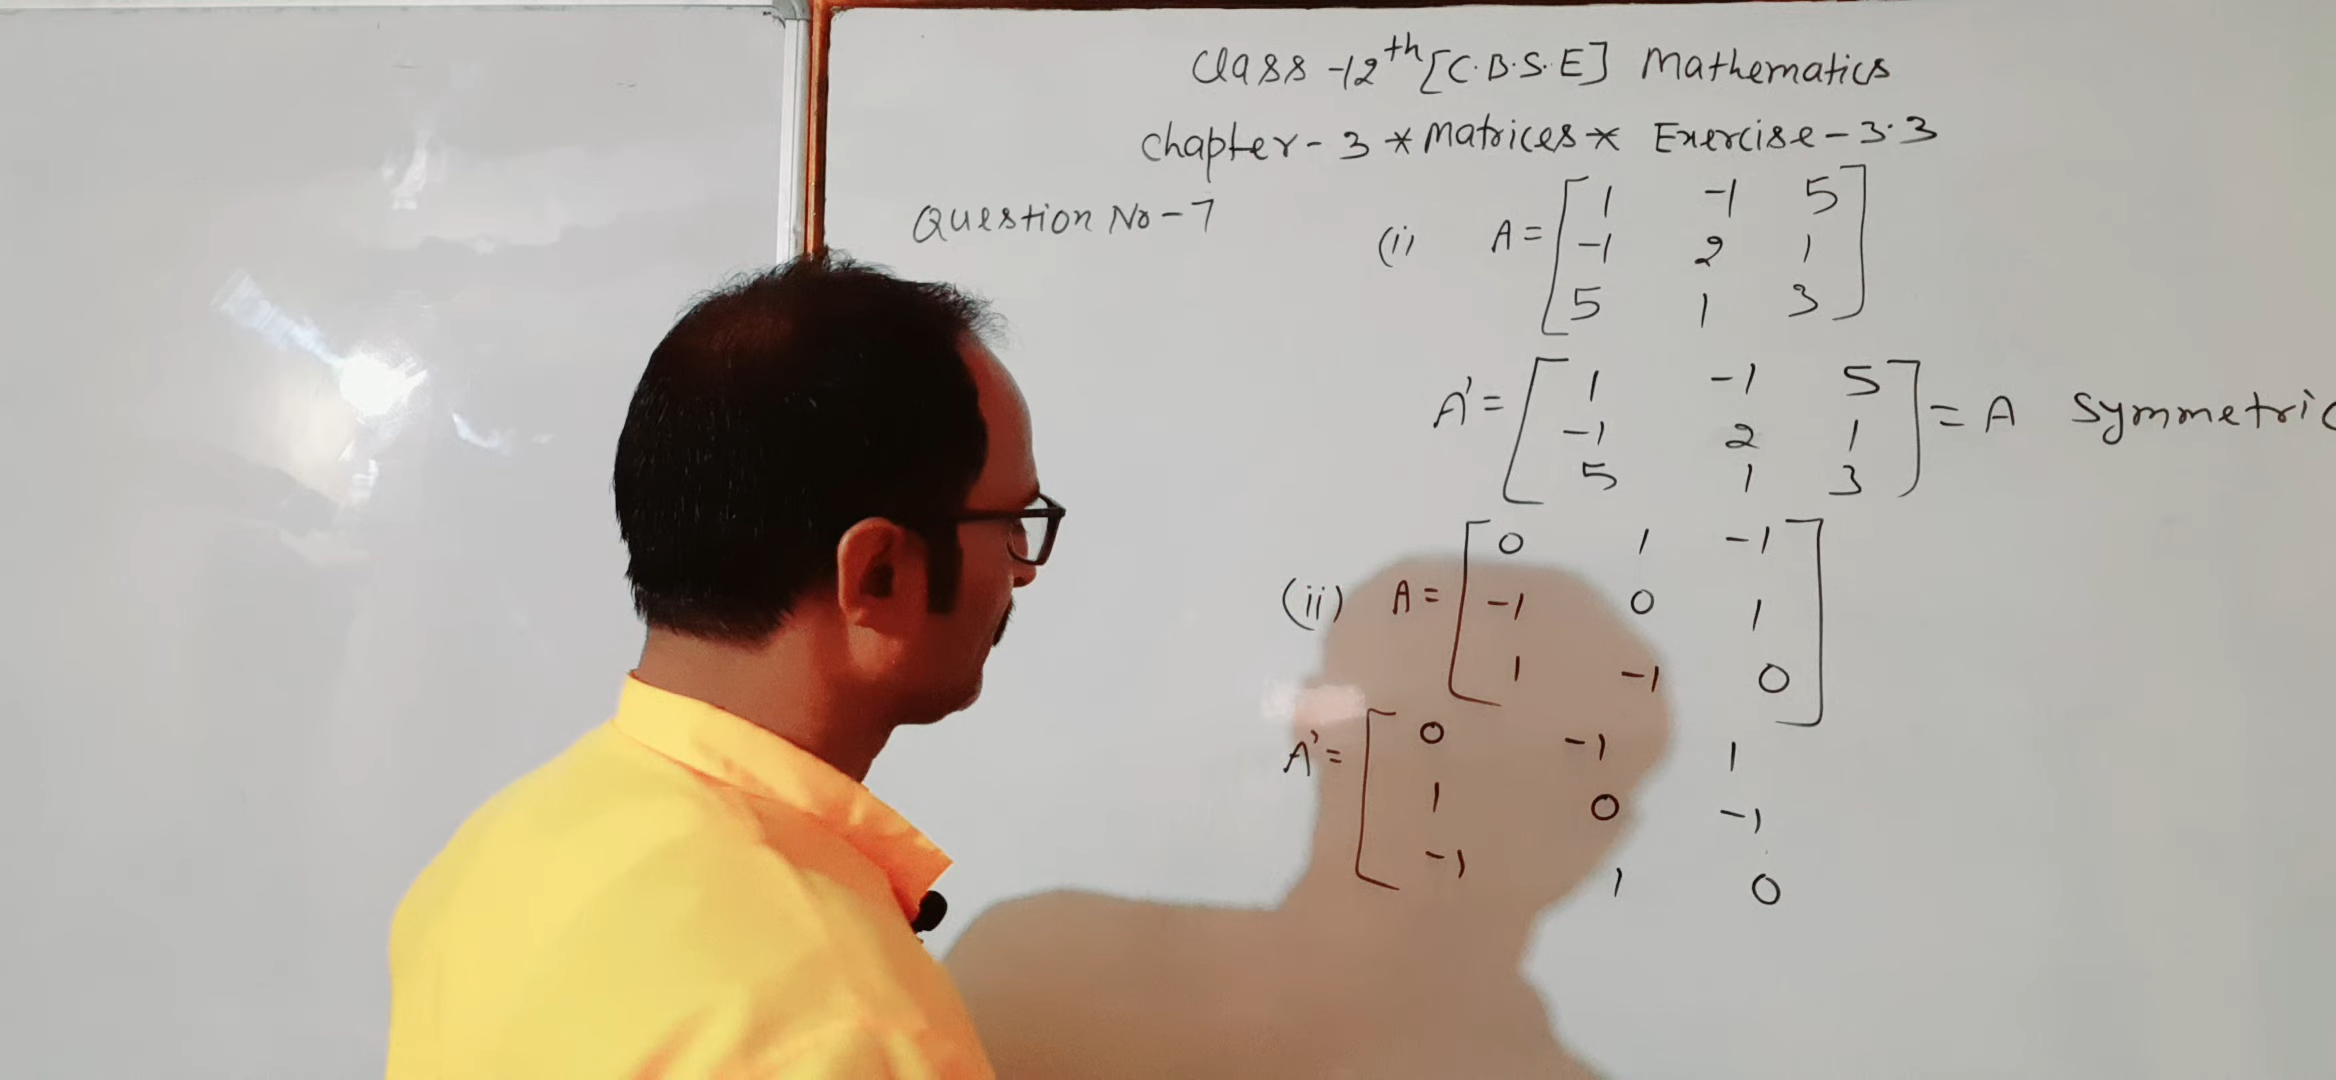 Class -12th [C.B.S.E] Mathematics
Chapter - 3 * Matrices * Exercise - 3.3
Question No - 7
(i) A = [ 1 -1 5
-1 2 1
5 1 3 ]
A' = [ 1 -1 5
-1 2 1
5 1 3 ] = A Symmetric
(ii) A = [ 0 1 -1
-1 0 1
1 -1 0 ]
A' = [ 0 -1 1
1 0 -1
-1 1 0